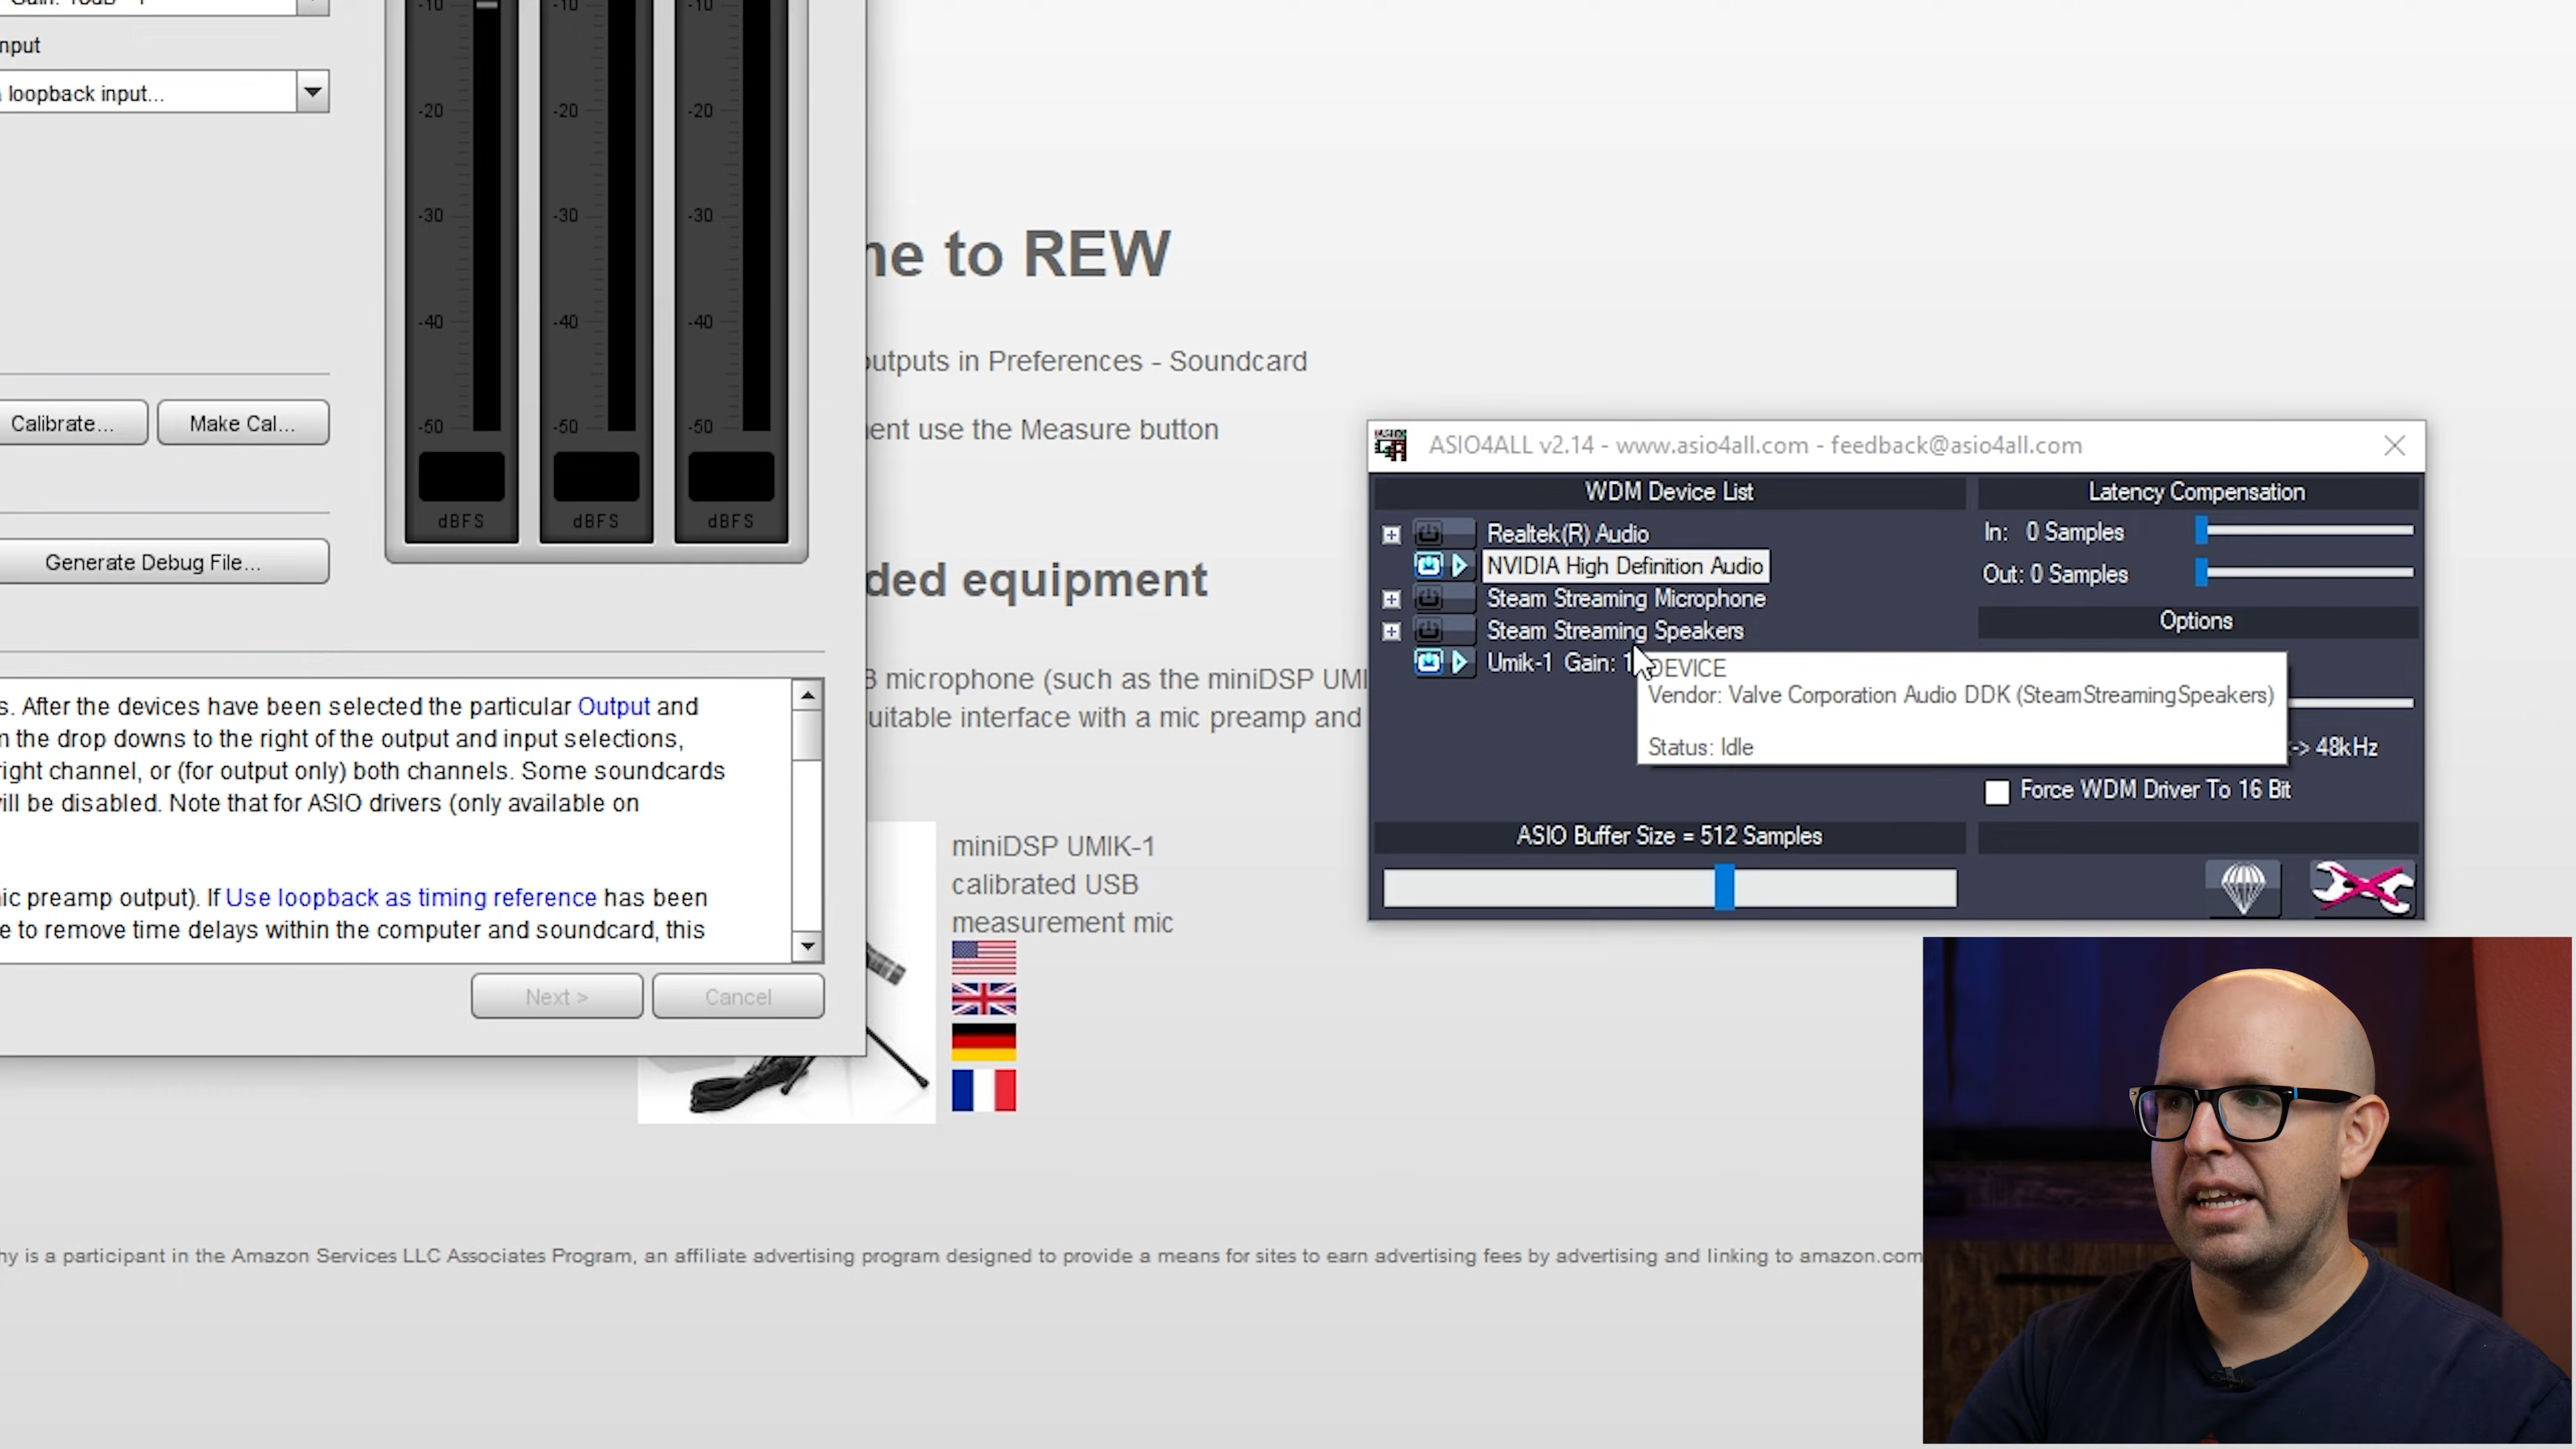 nput
loopback input...
-10
-10
-10
-20
-20
-20
-30
-30
-30
-40
-40
-40
-50
-50
-50
dBFS
dBFS
dBFS
Calibrate...
Make Cal...
Generate Debug File...
s. After the devices have been selected the particular Output and
n the drop downs to the right of the output and input selections,
right channel, or (for output only) both channels. Some soundcards
ill be disabled. Note that for ASIO drivers (only available on
ic preamp output). If Use loopback as timing reference has been
e to remove time delays within the computer and soundcard, this
Next >
Cancel
ne to REW
outputs in Preferences - Soundcard
ent use the Measure button
ded equipment
B microphone (such as the miniDSP UMI
uitable interface with a mic preamp and
miniDSP UMIK-1
calibrated USB
measurement mic
ASIO4ALL v2.14 - www.asio4all.com - feedback@asio4all.com
WDM Device List
Realtek(R) Audio
NVIDIA High Definition Audio
Steam Streaming Microphone
Steam Streaming Speakers
Umik-1 Gain: 1
DEVICE
Vendor: Valve Corporation Audio DDK (SteamStreamingSpeakers)
Status: Idle
Latency Compensation
In: 0 Samples
Out: 0 Samples
Options
-> 48kHz
Force WDM Driver To 16 Bit
ASIO Buffer Size = 512 Samples
hy is a participant in the Amazon Services LLC Associates Program, an affiliate advertising program designed to provide a means for sites to earn advertising fees by advertising and linking to amazon.com